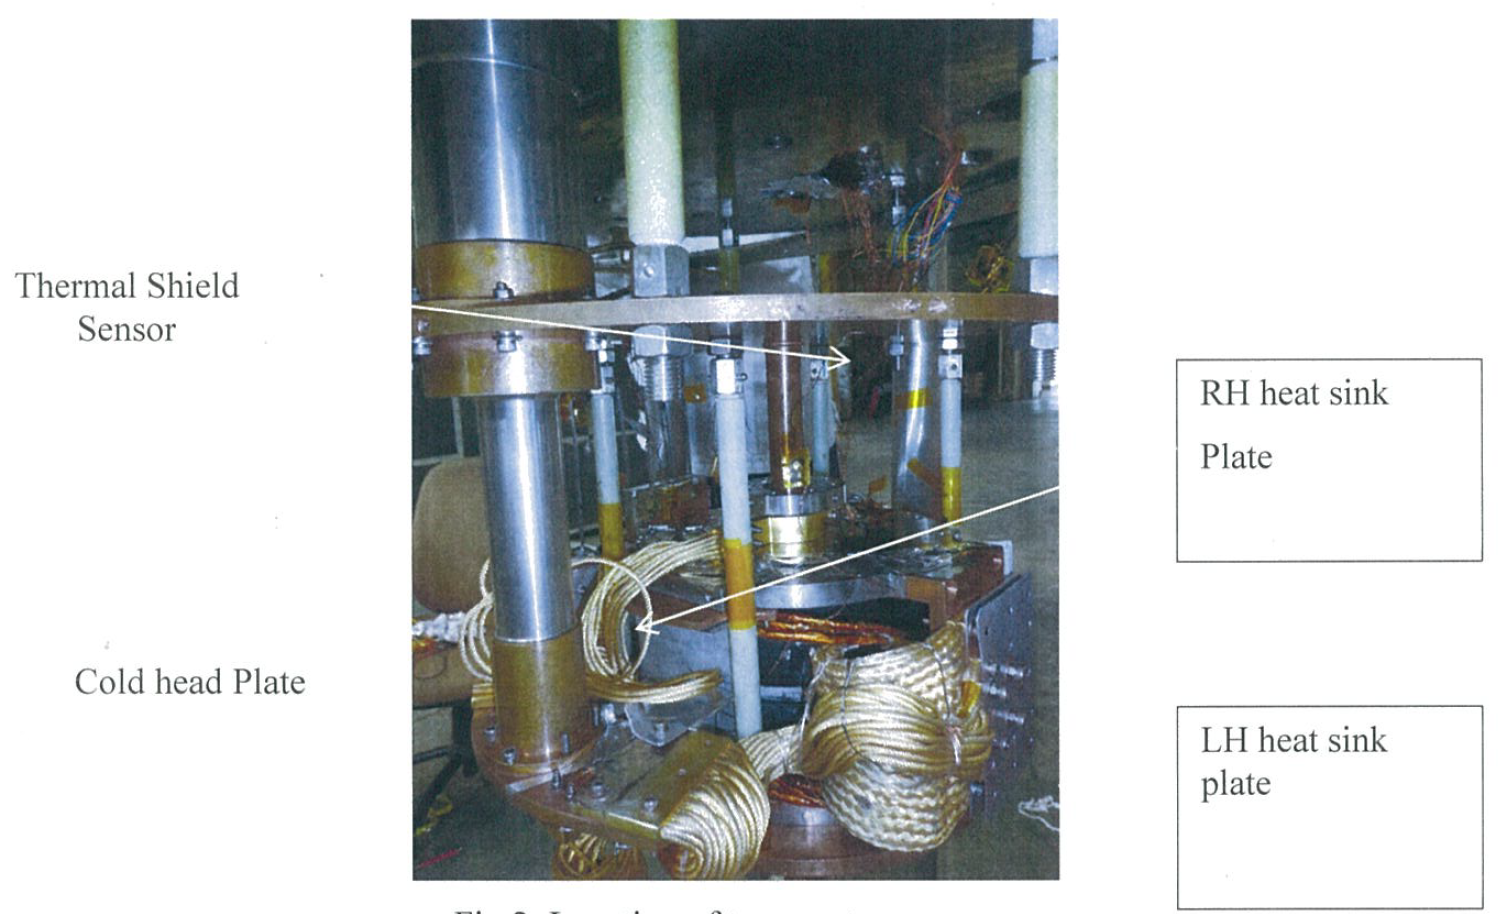 Thermal Shield
Sensor
RH heat sink
Plate
Cold head Plate
LH heat sink
plate